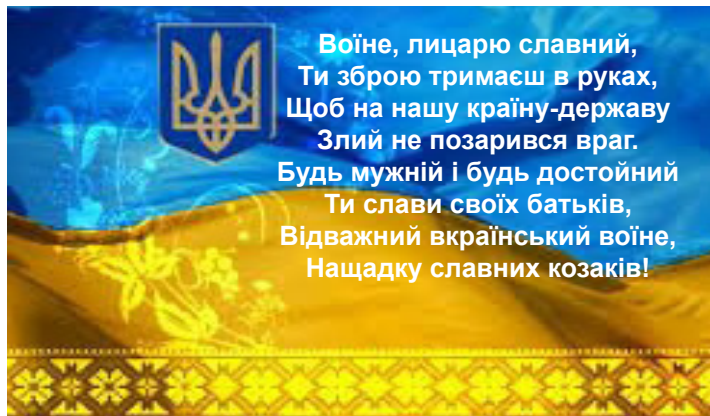 Воїне, лицарю славний,
Ти зброю тримаєш в руках,
Щоб на нашу країну-державу
Злий не позарився враг.
Будь мужній і будь достойний
Ти слави своїх батьків,
Відважний вкраїнський воїне,
Нащадку славних козаків!